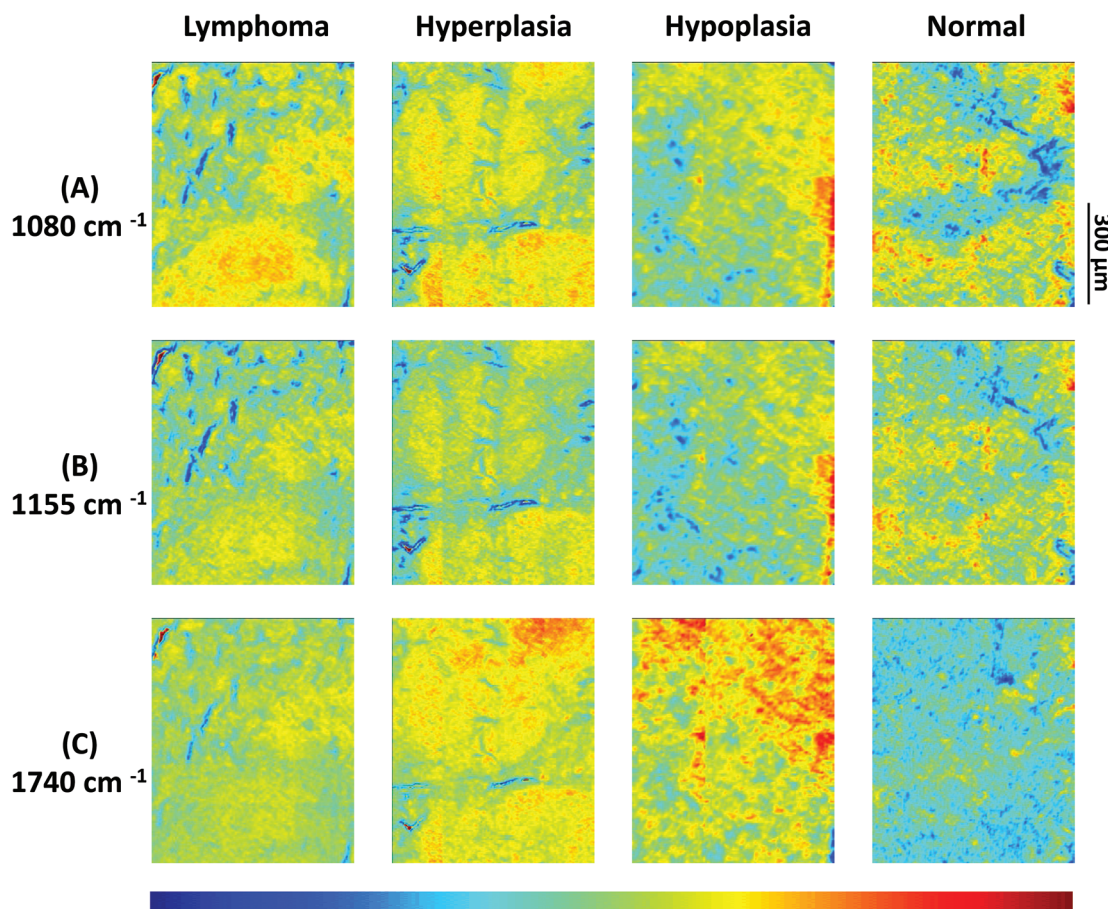 Lymphoma Hyperplasia Hypoplasia Normal
(A)
1080 cm -1
300 µm
(B)
1155 cm -1
(C)
1740 cm -1